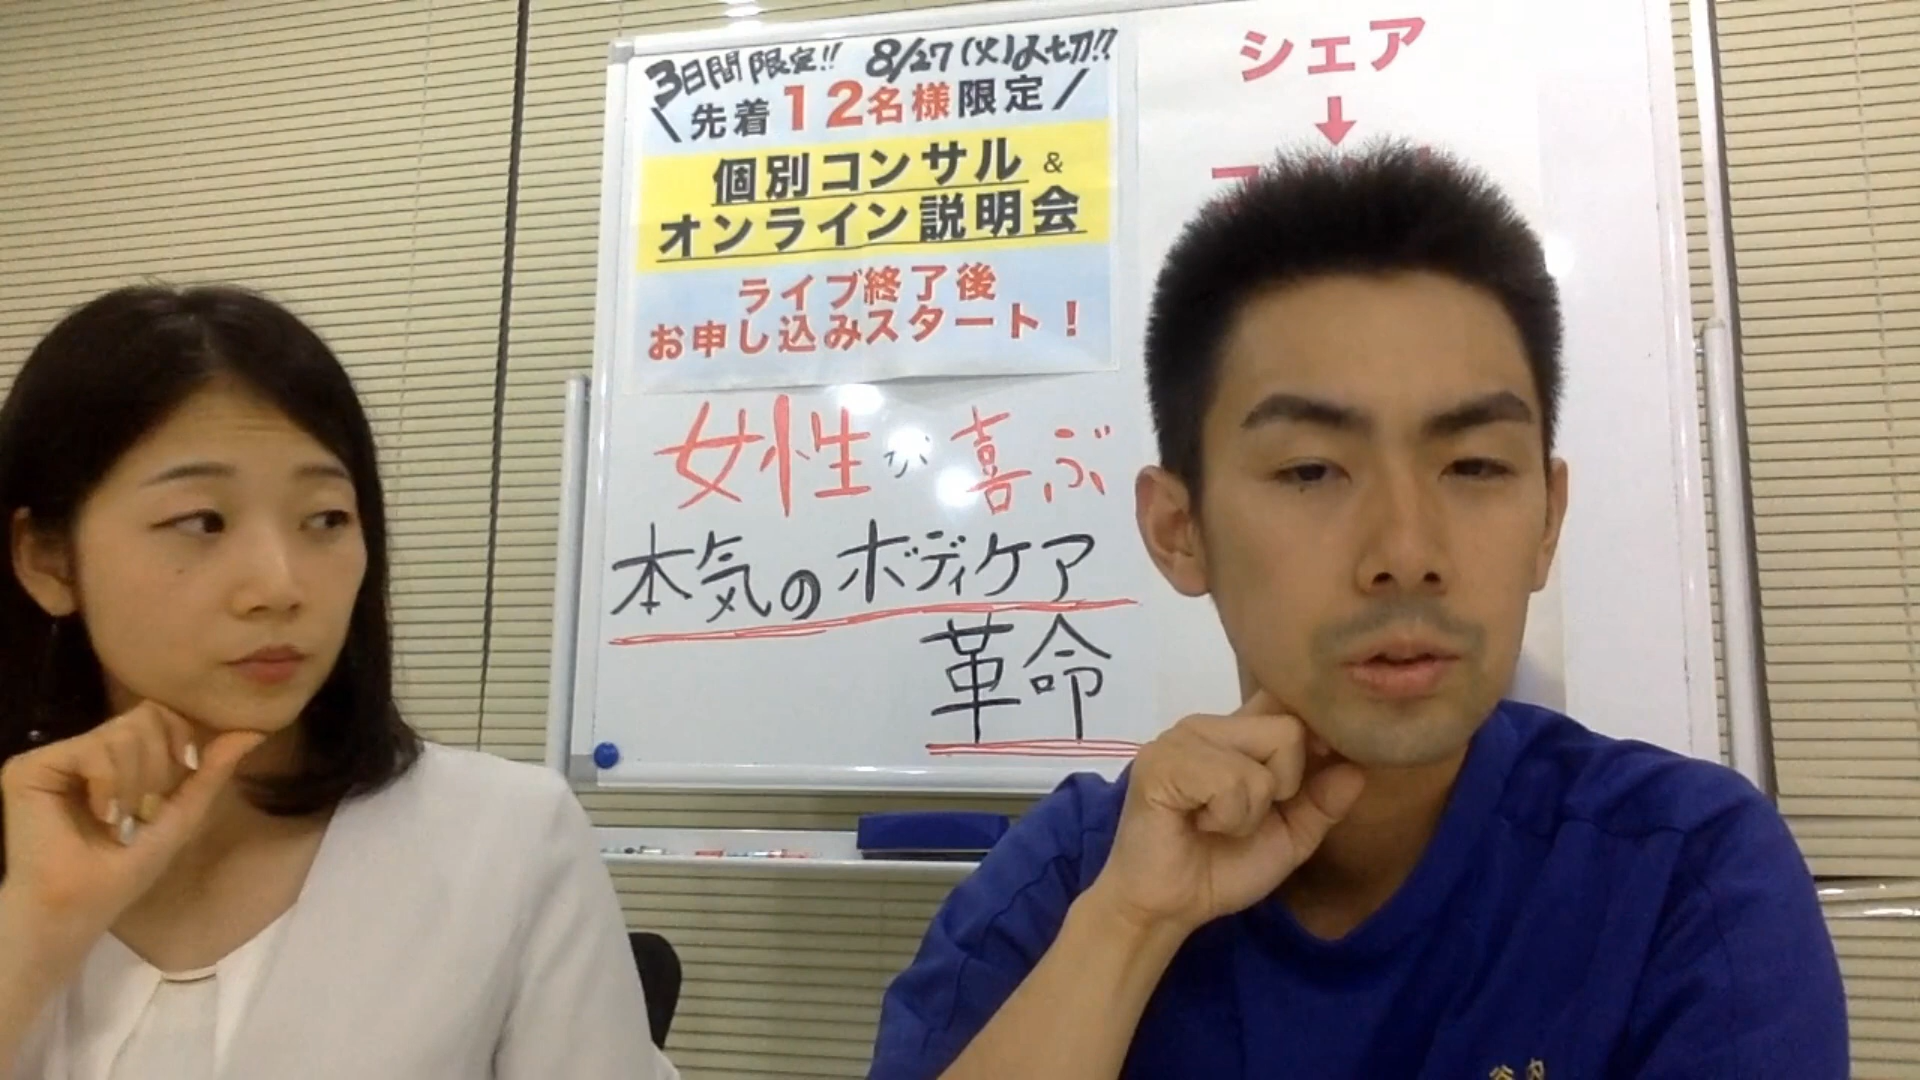 3日間限定!! 8/27(火)〆切!!
\先着12名様限定/
個別コンサル&
オンライン説明会
ライブ終了後
お申し込みスタート！
女性が喜ぶ
本気のボディケア
革命
シェア
↓